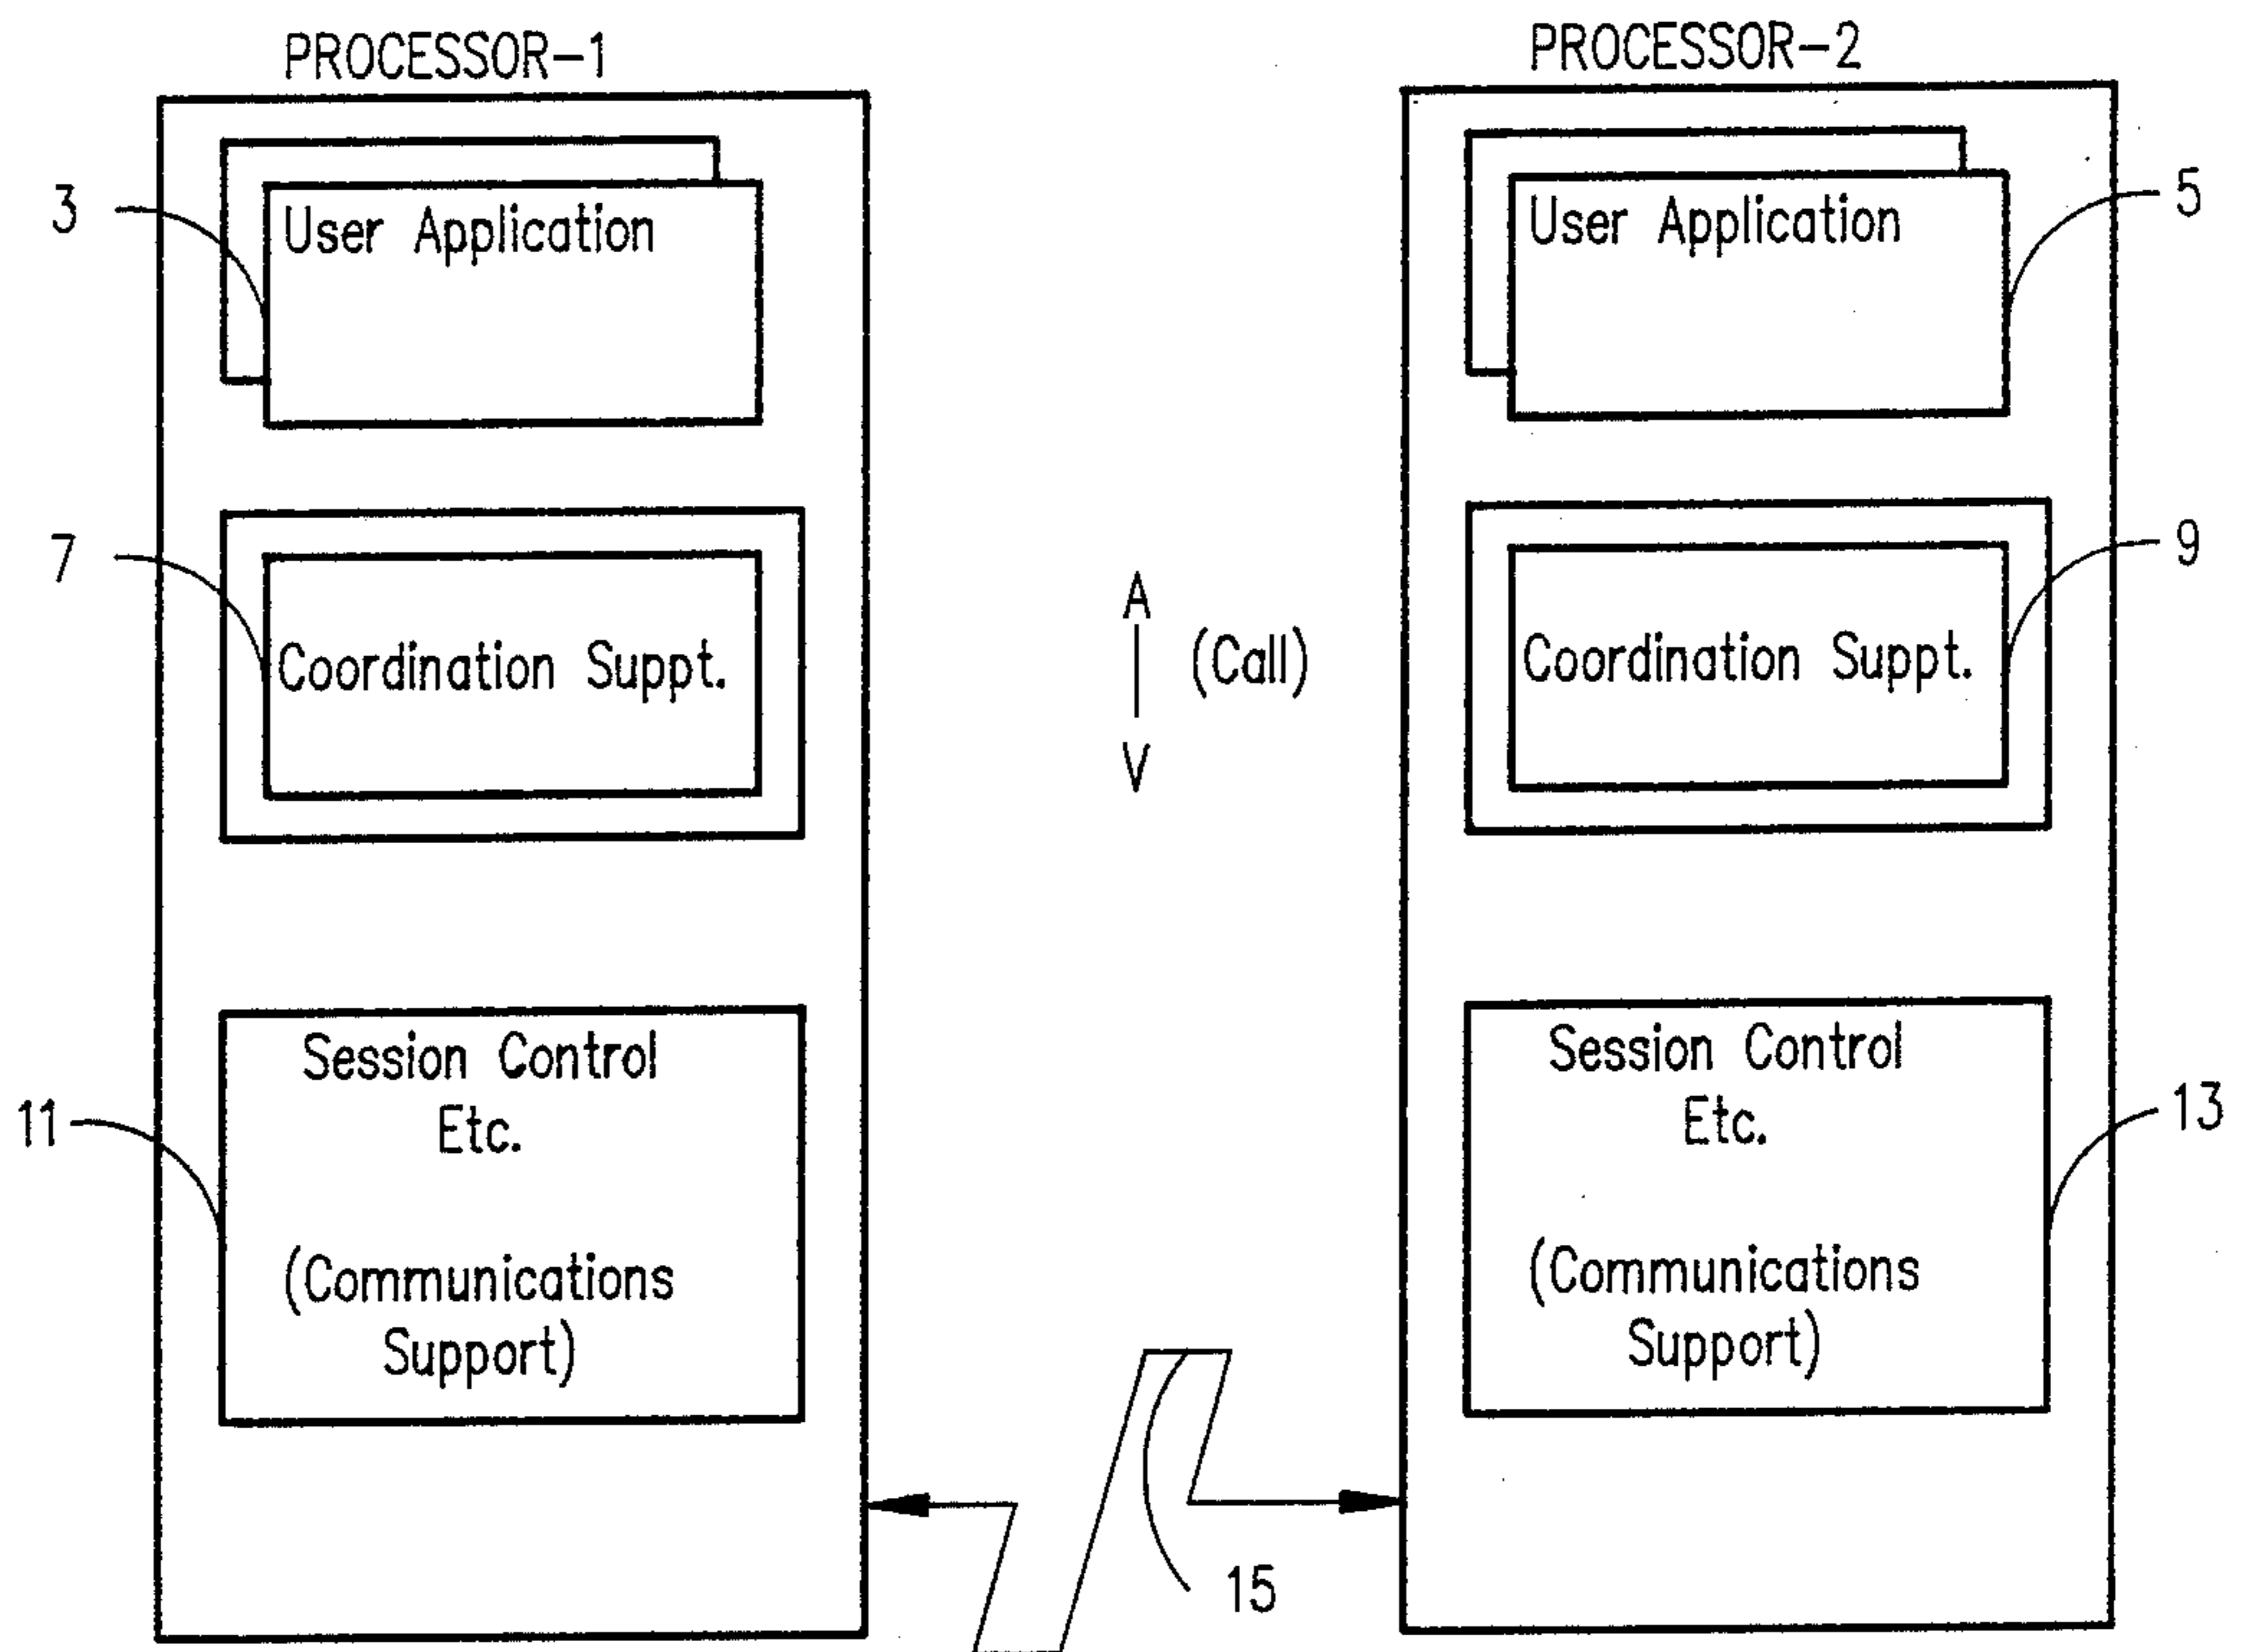 PROCESSOR-1
3
User Application
7
Coordination Suppt.
11
Session Control
Etc.
(Communications
Support)
A
(Call)
V
15
PROCESSOR-2
User Application
5
Coordination Suppt.
9
Session Control
Etc.
(Communications
Support)
13